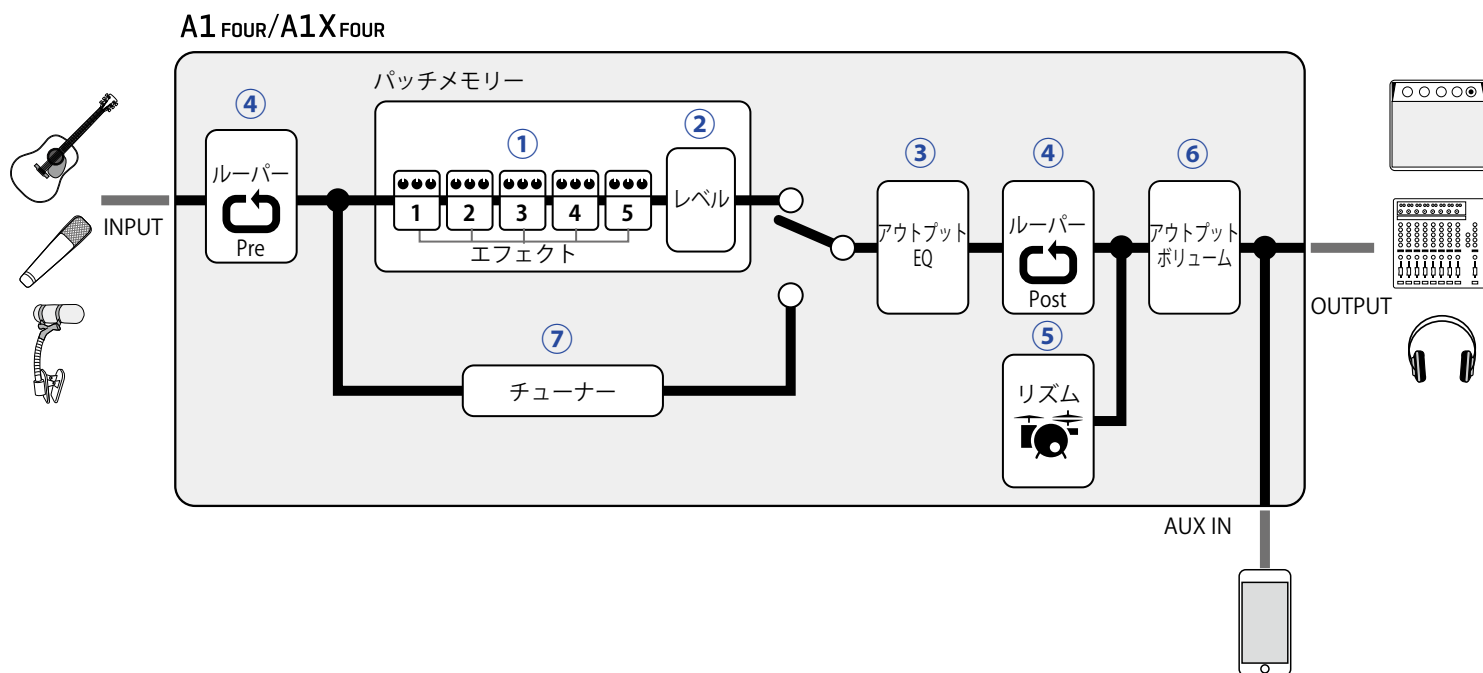 A1 FOUR/A1X FOUR
パッチメモリー
④
ルーパー
Pre
INPUT
①
1 2 3 4 5
エフェクト
②
レベル
③
アウトプット
EQ
④
ルーパー
Post
⑤
リズム
⑥
アウトプット
ボリューム
OUTPUT
⑦
チューナー
AUX IN